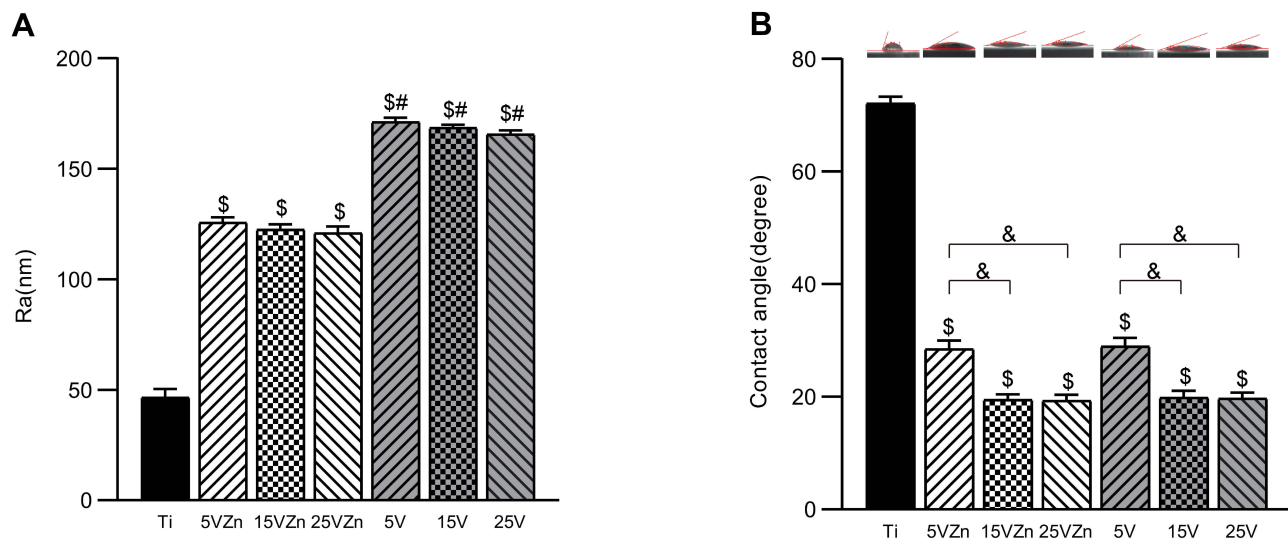 A
Ra(nm)
200
150
100
50
0
$ $ $ $# $# $#
Ti 5VZn 15VZn 25VZn 5V 15V 25V
B
Contact angle(degree)
80
60
40
20
0
& &
& &
$ $ $ $ $ $
Ti 5VZn 15VZn 25VZn 5V 15V 25V